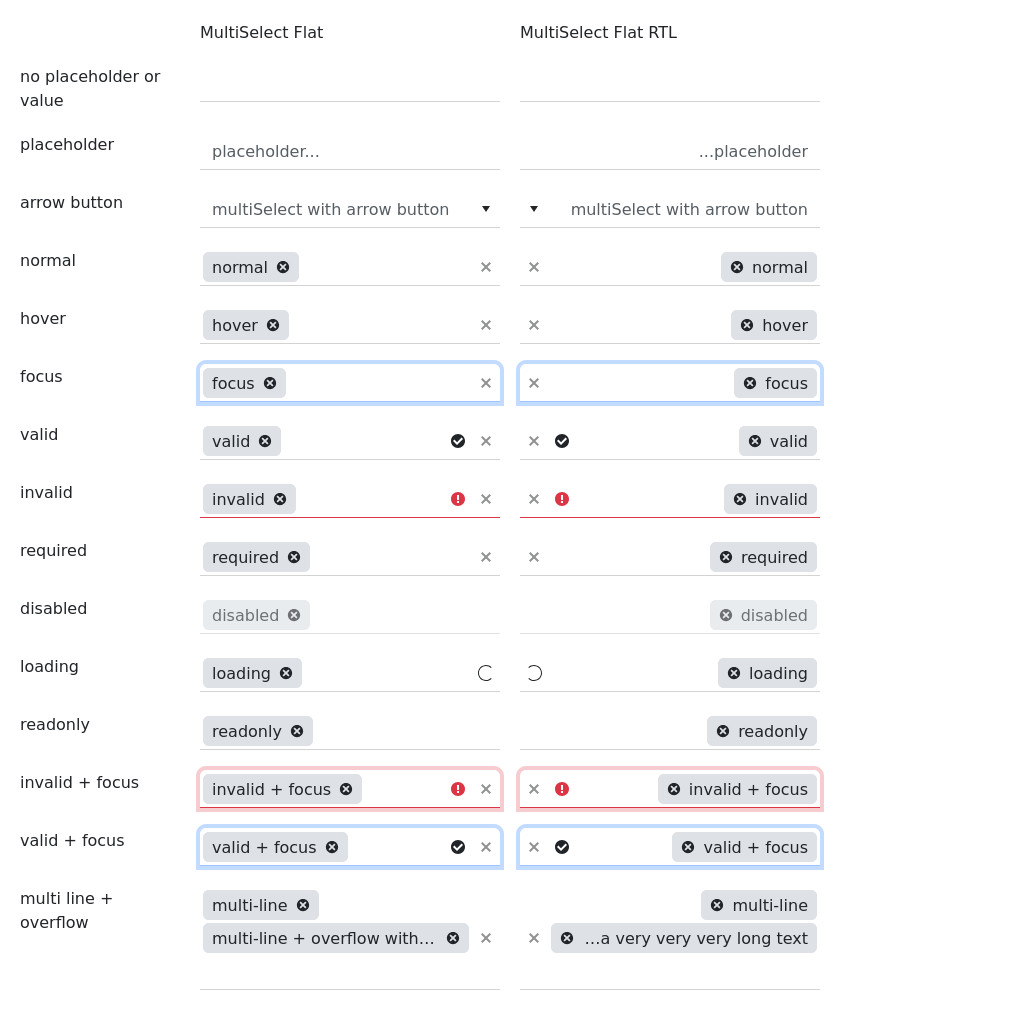 MultiSelect Flat MultiSelect Flat RTL
no placeholder or
value
placeholder placeholder... ...placeholder
arrow button multiSelect with arrow button multiSelect with arrow button
normal normal normal
hover hover hover
focus focus focus
valid valid valid
invalid invalid invalid
required required required
disabled disabled disabled
loading loading loading
readonly readonly readonly
invalid + focus invalid + focus invalid + focus
valid + focus valid + focus valid + focus
multi line +
overflow
multi-line multi-line
multi-line + overflow with... ...a very very very long text